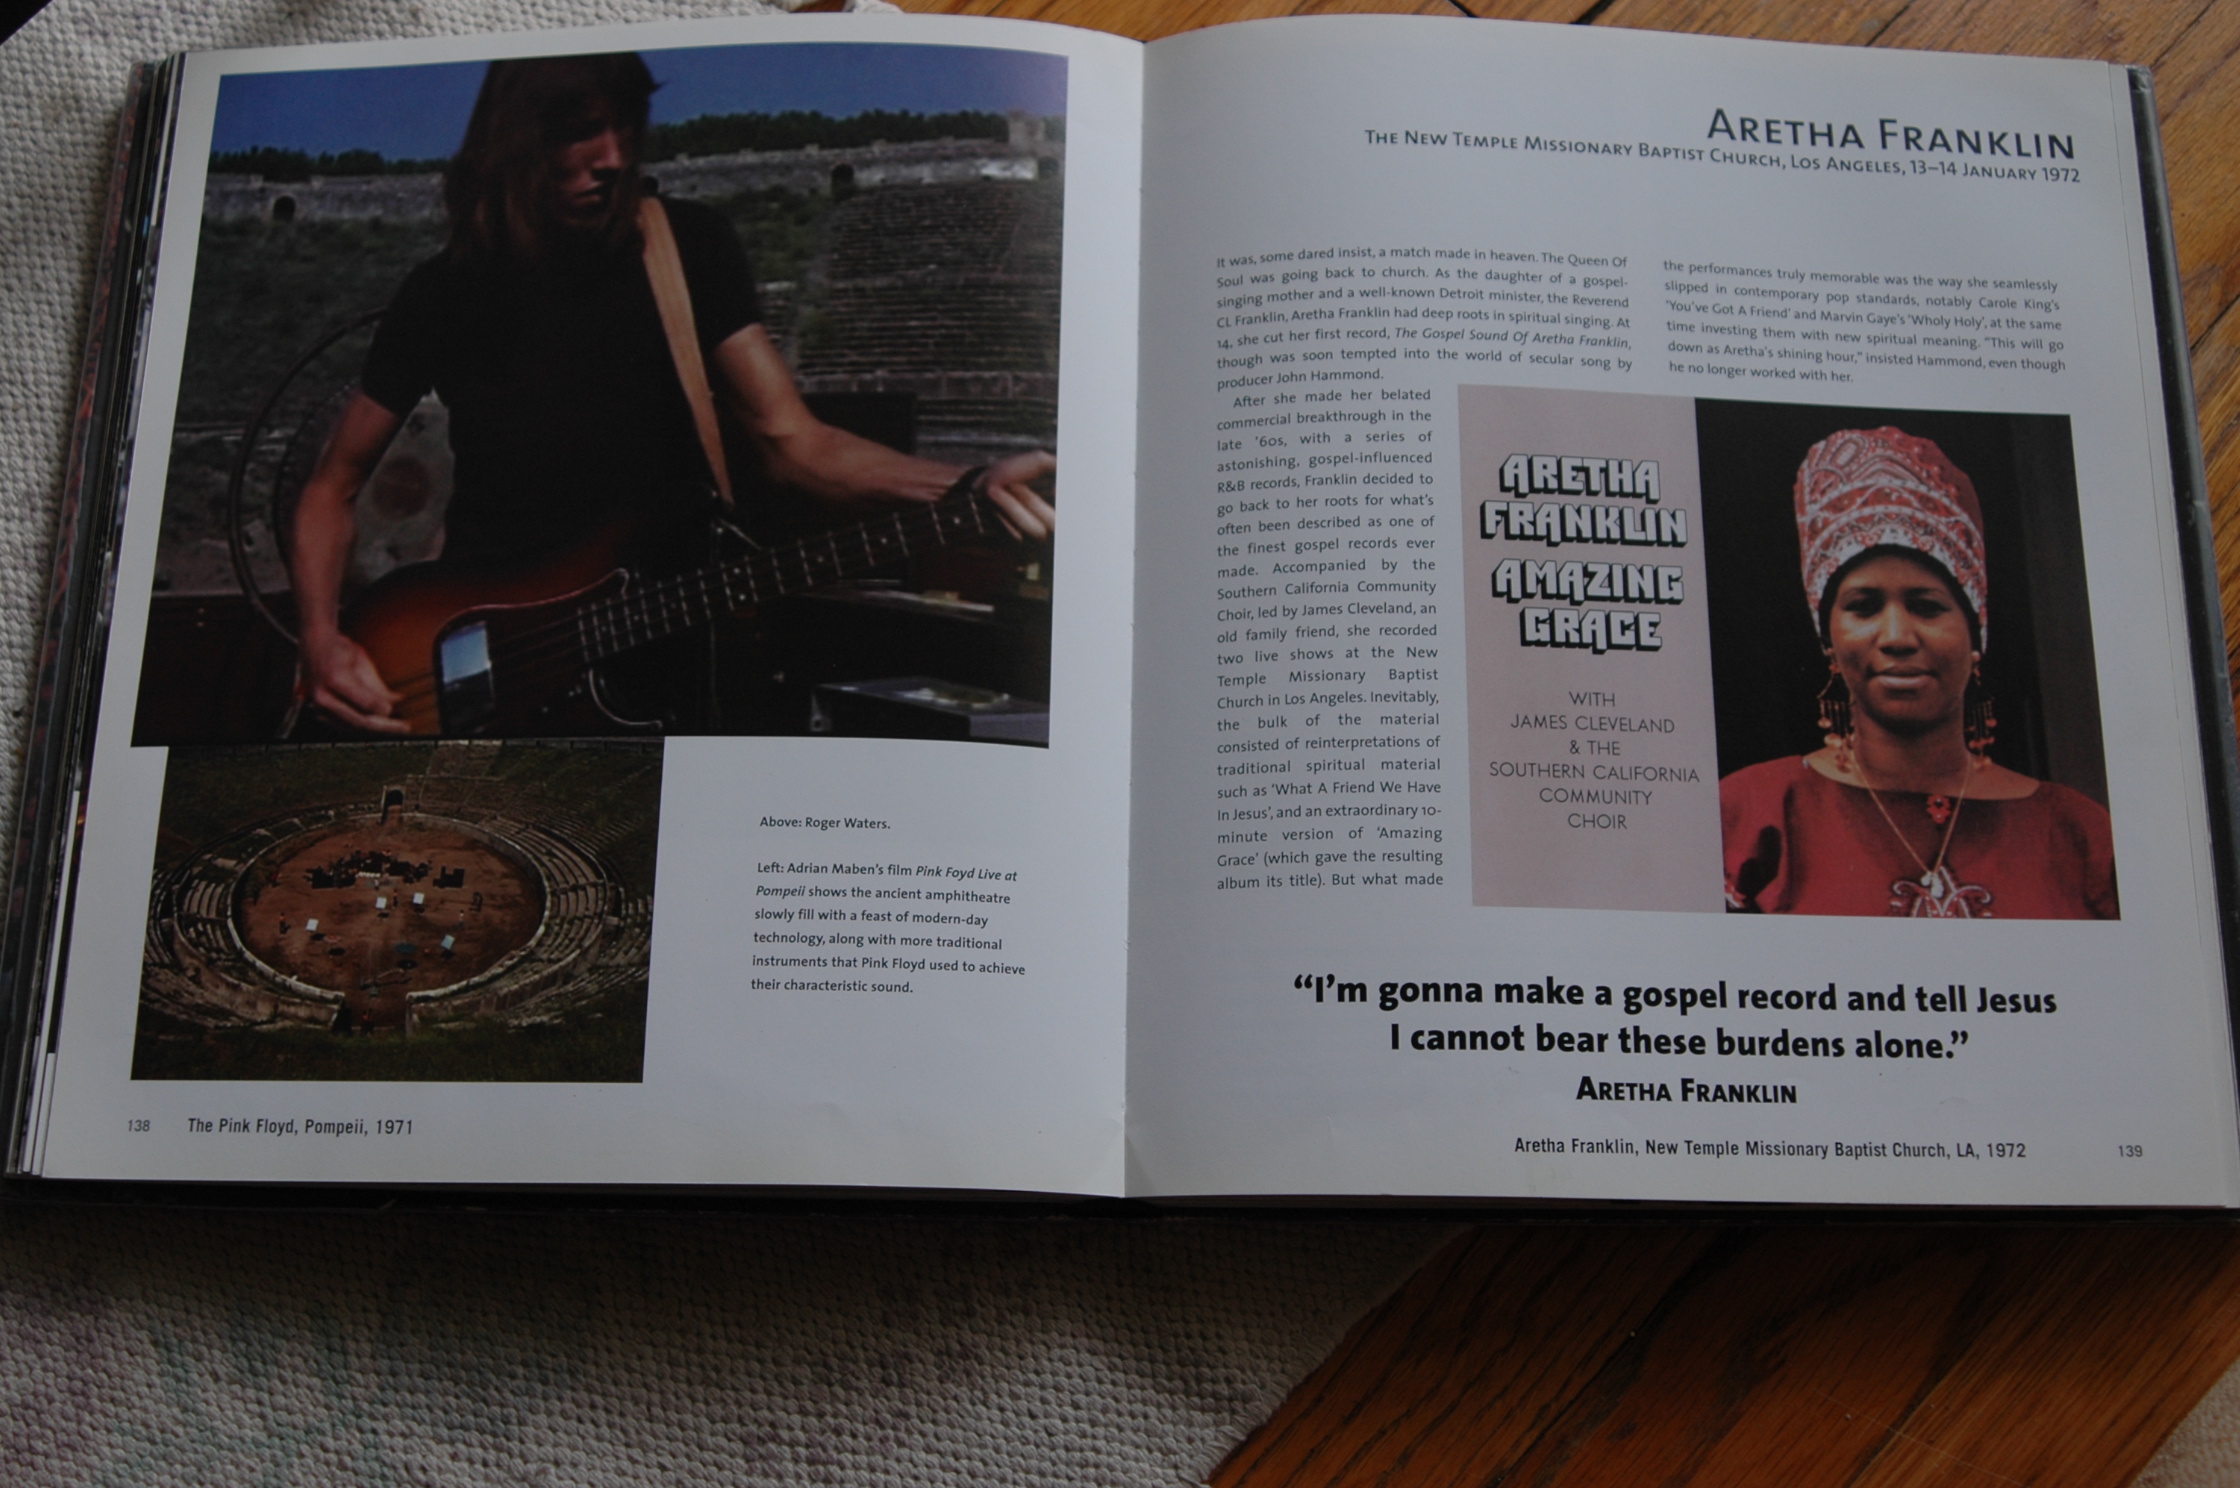 Above: Roger Waters.
Left: Adrian Maben's film Pink Foyd Live at
Pompeii shows the ancient amphitheatre
slowly fill with a feast of modern-day
technology, along with more traditional
instruments that Pink Floyd used to achieve
their characteristic sound.
138 The Pink Floyd, Pompeii, 1971
ARETHA FRANKLIN
THE NEW TEMPLE MISSIONARY BAPTIST CHURCH, LOS ANGELES, 13–14 JANUARY 1972
It was, some dared insist, a match made in heaven. The Queen Of
Soul was going back to church. As the daughter of a gospel-
singing mother and a well-known Detroit minister, the Reverend
CL Franklin, Aretha Franklin had deep roots in spiritual singing. At
14, she cut her first record, The Gospel Sound Of Aretha Franklin,
though was soon tempted into the world of secular song by
producer John Hammond.
After she made her belated
commercial breakthrough in the
late '60s, with a series of
astonishing, gospel-influenced
R&B records, Franklin decided to
go back to her roots for what's
often been described as one of
the finest gospel records ever
made. Accompanied by the
Southern California Community
Choir, led by James Cleveland, an
old family friend, she recorded
two live shows at the New
Temple Missionary Baptist
Church in Los Angeles. Inevitably,
the bulk of the material
consisted of reinterpretations of
traditional spiritual material
such as 'What A Friend We Have
In Jesus', and an extraordinary 10-
minute version of 'Amazing
Grace' (which gave the resulting
album its title). But what made
the performances truly memorable was the way she seamlessly
slipped in contemporary pop standards, notably Carole King's
'You've Got A Friend' and Marvin Gaye's 'Wholy Holy', at the same
time investing them with new spiritual meaning. "This will go
down as Aretha's shining hour," insisted Hammond, even though
he no longer worked with her.
ARETHA
FRANKLIN
AMAZING
GRACE
WITH
JAMES CLEVELAND
& THE
SOUTHERN CALIFORNIA
COMMUNITY
CHOIR
"I'm gonna make a gospel record and tell Jesus
I cannot bear these burdens alone."
ARETHA FRANKLIN
Aretha Franklin, New Temple Missionary Baptist Church, LA, 1972 139